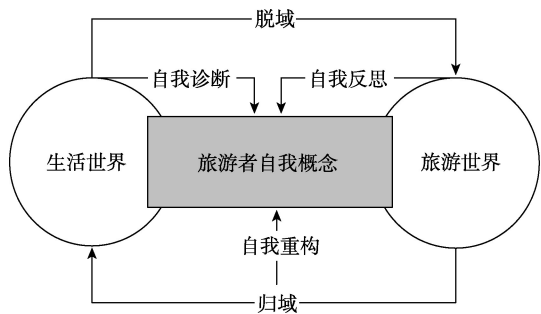 脱域
自我诊断
自我反思
生活世界
旅游者自我概念
旅游世界
自我重构
归域